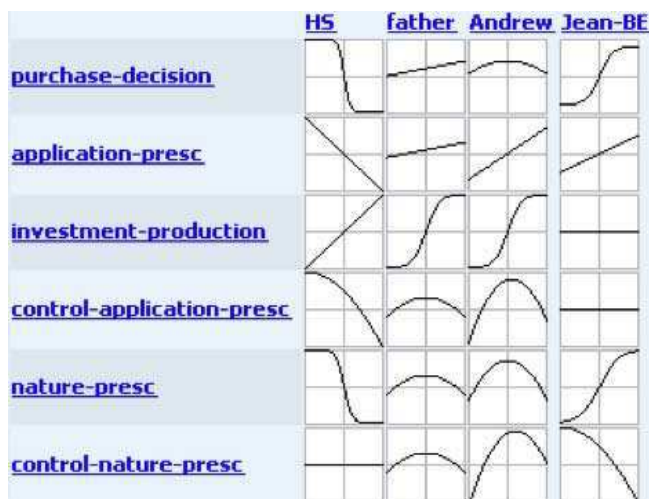 HS father Andrew Jean-BE
purchase-decision
application-presc
investment-production
control-application-presc
nature-presc
control-nature-presc